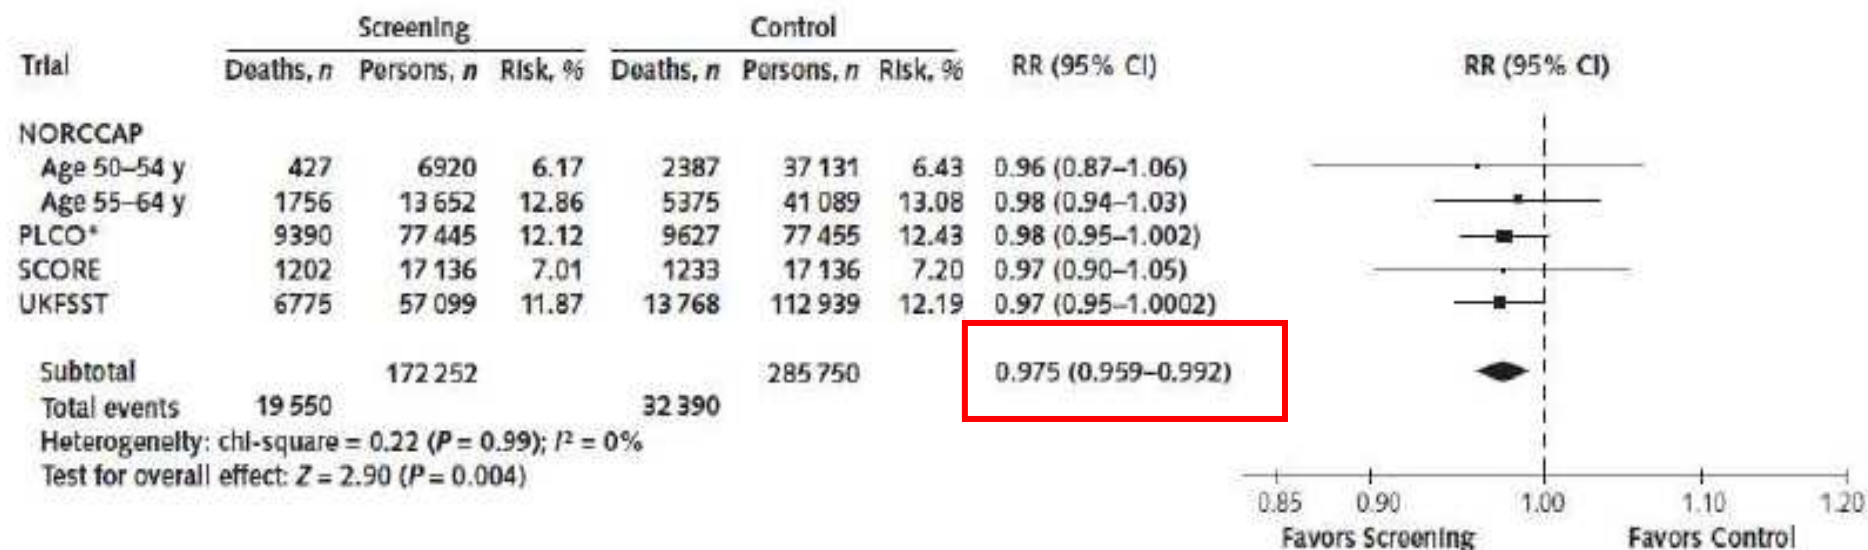 Screening Control
Trial Deaths, n Persons, n Risk, % Deaths, n Persons, n Risk, % RR (95% CI) RR (95% CI)
NORCCAP
Age 50–54 y 427 6920 6.17 2387 37 131 6.43 0.96 (0.87–1.06)
Age 55–64 y 1756 13 652 12.86 5375 41 089 13.08 0.98 (0.94–1.03)
PLCO* 9390 77 445 12.12 9627 77 455 12.43 0.98 (0.95–1.002)
SCORE 1202 17 136 7.01 1233 17 136 7.20 0.97 (0.90–1.05)
UKFSST 6775 57 099 11.87 13 768 112 939 12.19 0.97 (0.95–1.0002)
Subtotal 172 252 285 750 0.975 (0.959–0.992)
Total events 19 550 32 390
Heterogeneity: chi-square = 0.22 (P = 0.99); I² = 0%
Test for overall effect: Z = 2.90 (P = 0.004)
0.85 0.90 1.00 1.10 1.20
Favors Screening Favors Control